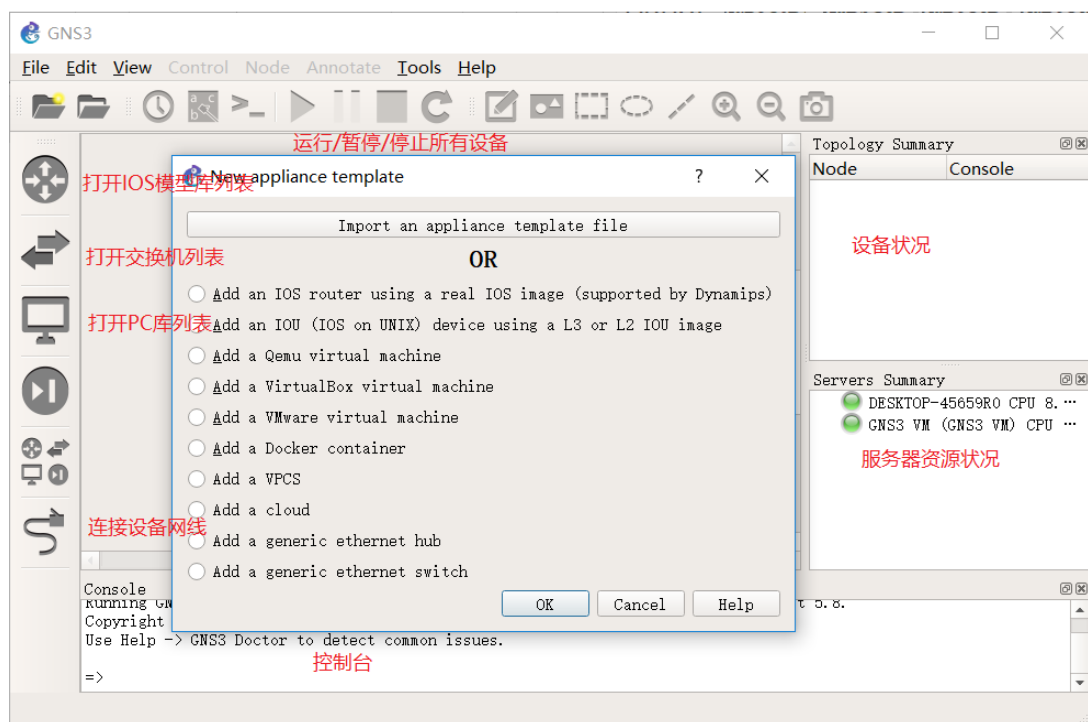 GNS3
File Edit View Control Node Annotate Tools Help
运行/暂停/停止所有设备
打开IOS模型库列表
New appliance template
?
Import an appliance template file
打开交换机列表
OR
Add an IOS router using a real IOS image (supported by Dynamips)
打开PC库列表
Add an IOU (IOS on UNIX) device using a L3 or L2 IOU image
Add a Qemu virtual machine
Add a VirtualBox virtual machine
Add a VMware virtual machine
Add a Docker container
Add a VPCS
Add a cloud
连接设备网线
Add a generic ethernet hub
Add a generic ethernet switch
OK Cancel Help
Topology Summary
Node Console
设备状况
Servers Summary
DESKTOP-45659R0 CPU 8.…
GNS3 VM (GNS3 VM) CPU …
服务器资源状况
Console
Running GN
t 5.8.
Copyright
Use Help -> GNS3 Doctor to detect common issues.
控制台
=>